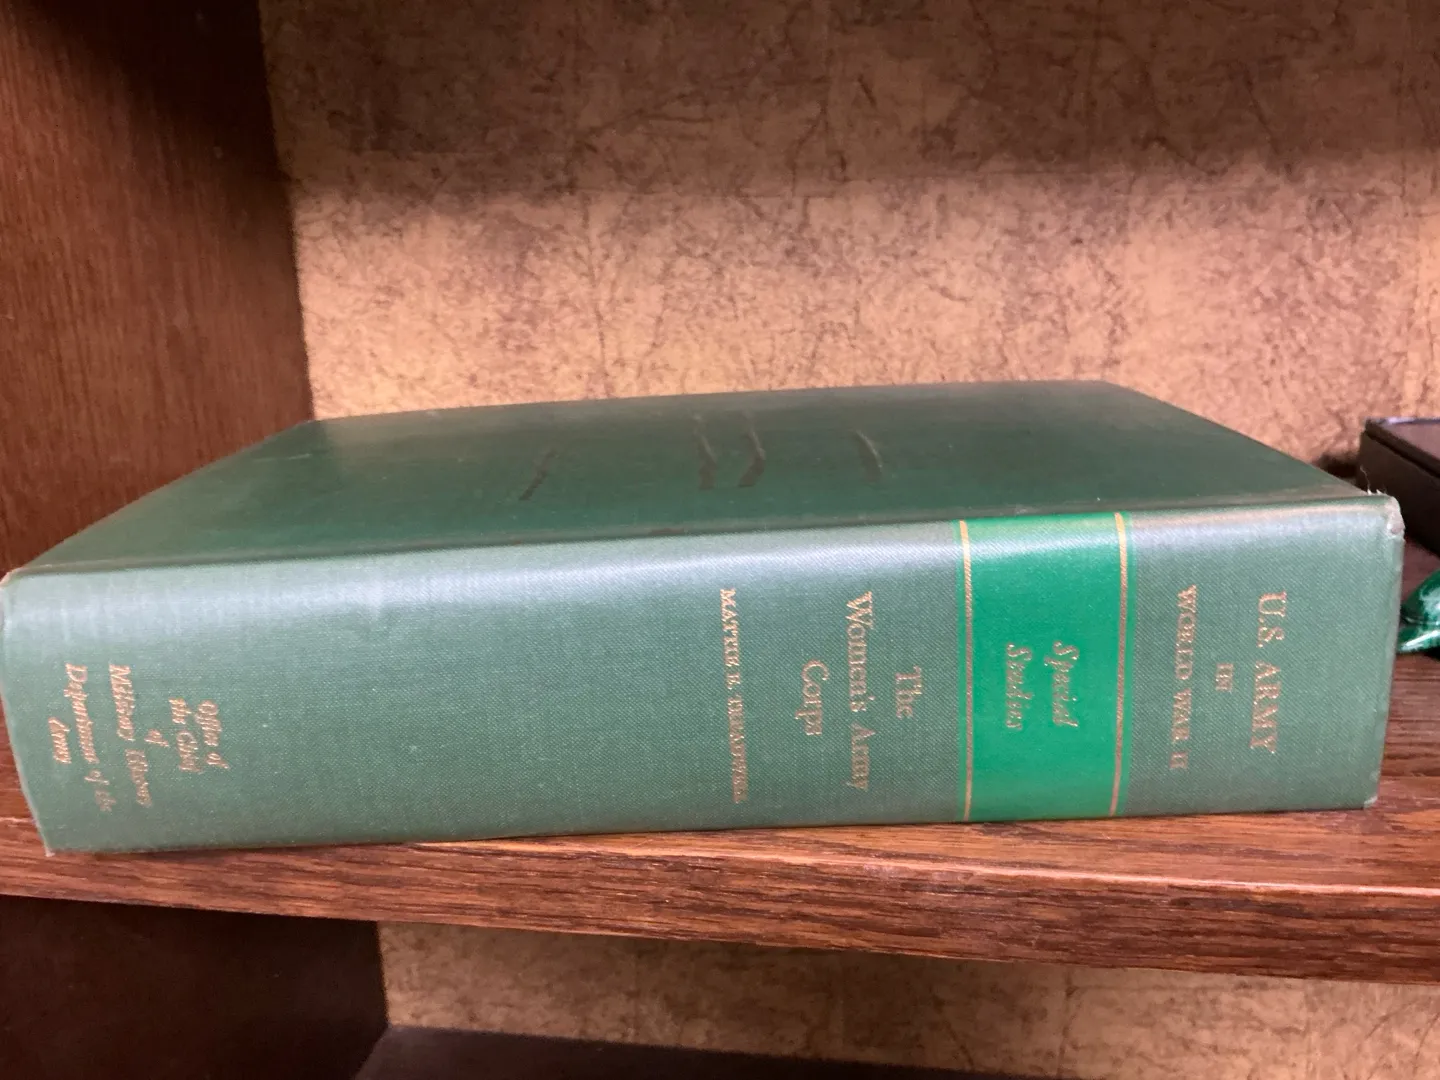 U.S. ARMY
IN
WORLD WAR II
Special
Studies
The
Women's Army
Corps
MATTIE E. TREADWELL
Office of
the Chief
of
Military History
Department of the
Army